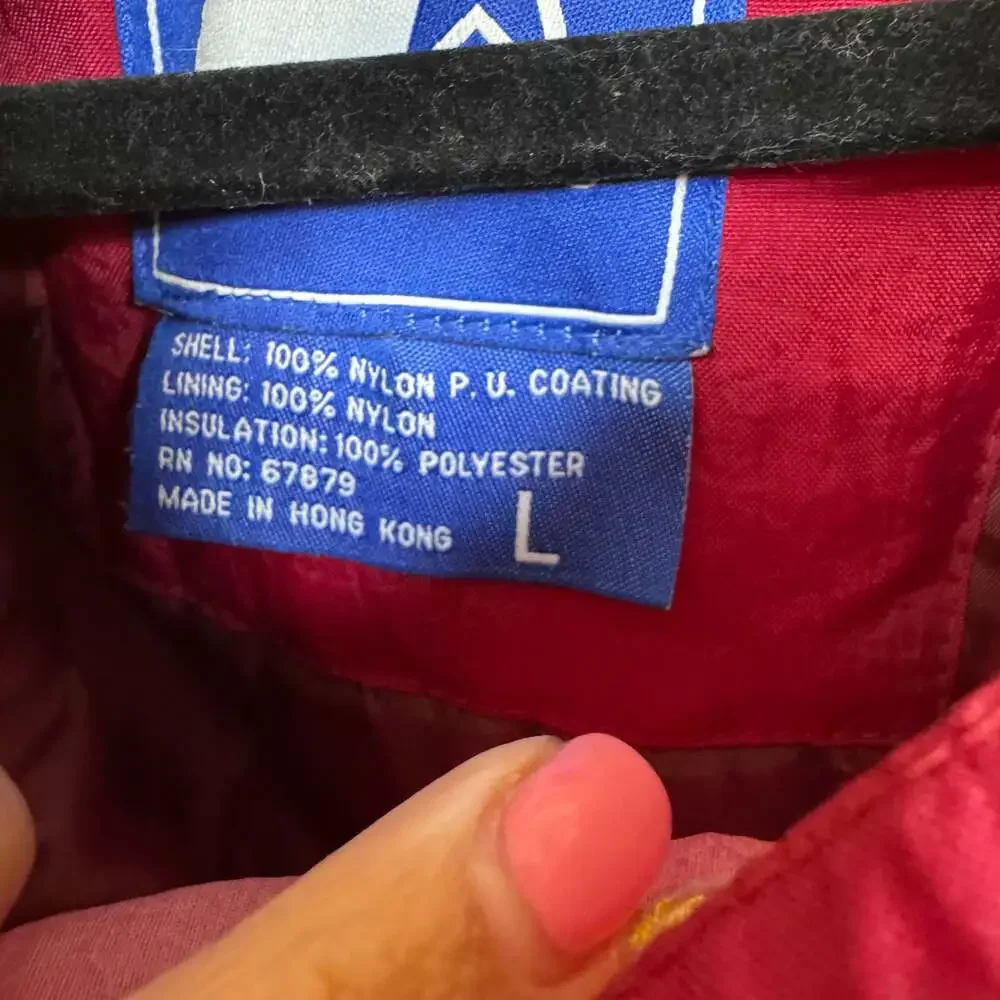 SHELL: 100% NYLON P. U. COATING
LINING: 100% NYLON
INSULATION: 100% POLYESTER
RN NO: 67879
MADE IN HONG KONG
L